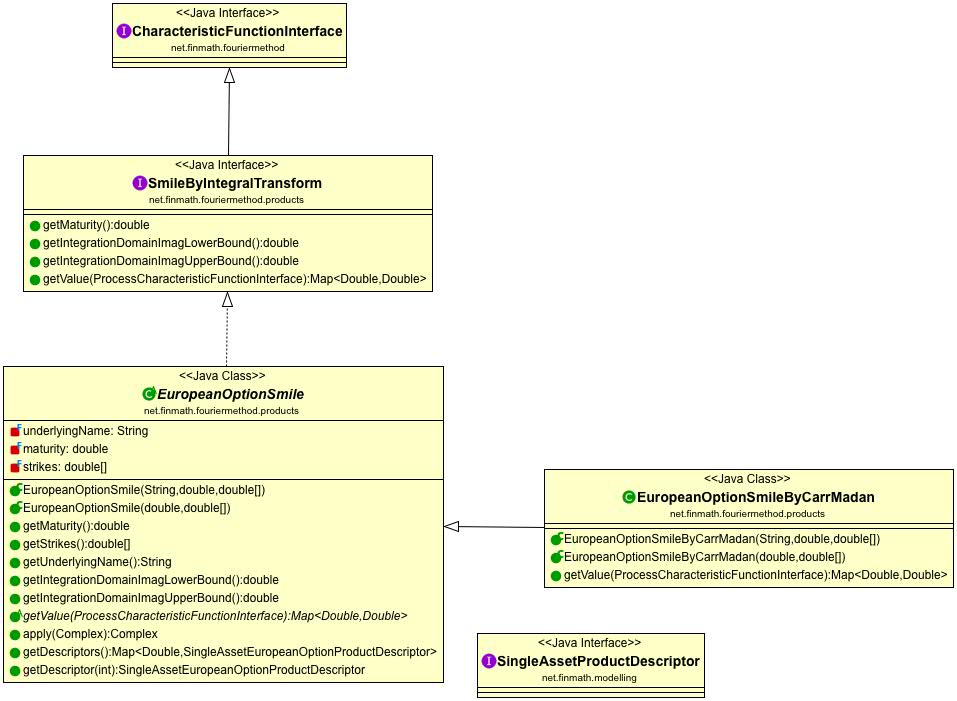 <<Java Interface>>
CharacteristicFunctionInterface
net.finmath.fouriermethod
<<Java Interface>>
SmileByIntegralTransform
net.finmath.fouriermethod.products
getMaturity():double
getIntegrationDomainImagLowerBound():double
getIntegrationDomainImagUpperBound():double
getValue(ProcessCharacteristicFunctionInterface):Map<Double,Double>
<<Java Class>>
EuropeanOptionSmile
net.finmath.fouriermethod.products
underlyingName: String
maturity: double
strikes: double[]
EuropeanOptionSmile(String,double,double[])
EuropeanOptionSmile(double,double[])
getMaturity():double
getStrikes():double[]
getUnderlyingName():String
getIntegrationDomainImagLowerBound():double
getIntegrationDomainImagUpperBound():double
getValue(ProcessCharacteristicFunctionInterface):Map<Double,Double>
apply(Complex):Complex
getDescriptors():Map<Double,SingleAssetEuropeanOptionProductDescriptor>
getDescriptor(int):SingleAssetEuropeanOptionProductDescriptor
<<Java Class>>
EuropeanOptionSmileByCarrMadan
net.finmath.fouriermethod.products
EuropeanOptionSmileByCarrMadan(String,double,double[])
EuropeanOptionSmileByCarrMadan(double,double[])
getValue(ProcessCharacteristicFunctionInterface):Map<Double,Double>
<<Java Interface>>
SingleAssetProductDescriptor
net.finmath.modelling